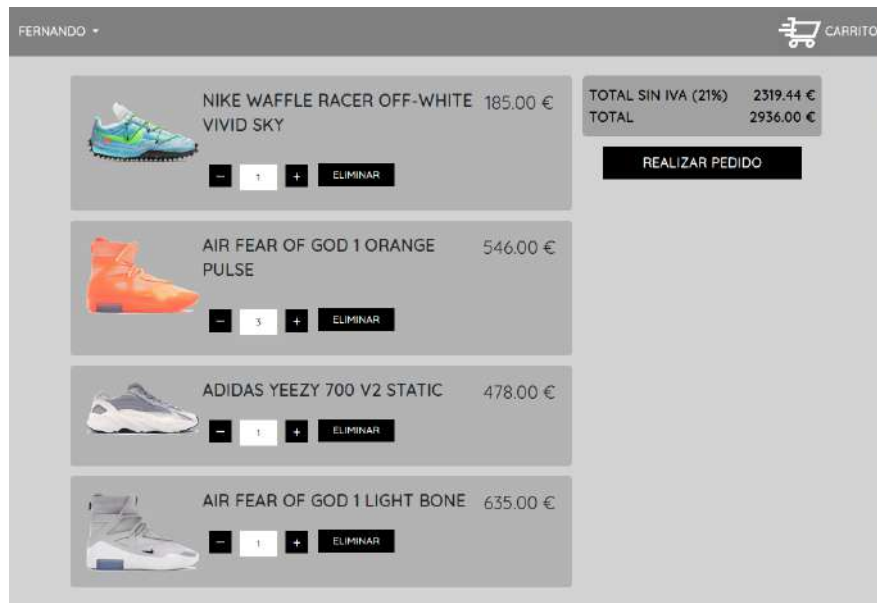 FERNANDO
CARRITO
NIKE WAFFLE RACER OFF-WHITE
VIVID SKY
185.00 €
− 1 + ELIMINAR
AIR FEAR OF GOD 1 ORANGE
PULSE
546.00 €
− 3 + ELIMINAR
ADIDAS YEEZY 700 V2 STATIC
478.00 €
− 1 + ELIMINAR
AIR FEAR OF GOD 1 LIGHT BONE
635.00 €
− 1 + ELIMINAR
TOTAL SIN IVA (21%) 2319.44 €
TOTAL 2936.00 €
REALIZAR PEDIDO